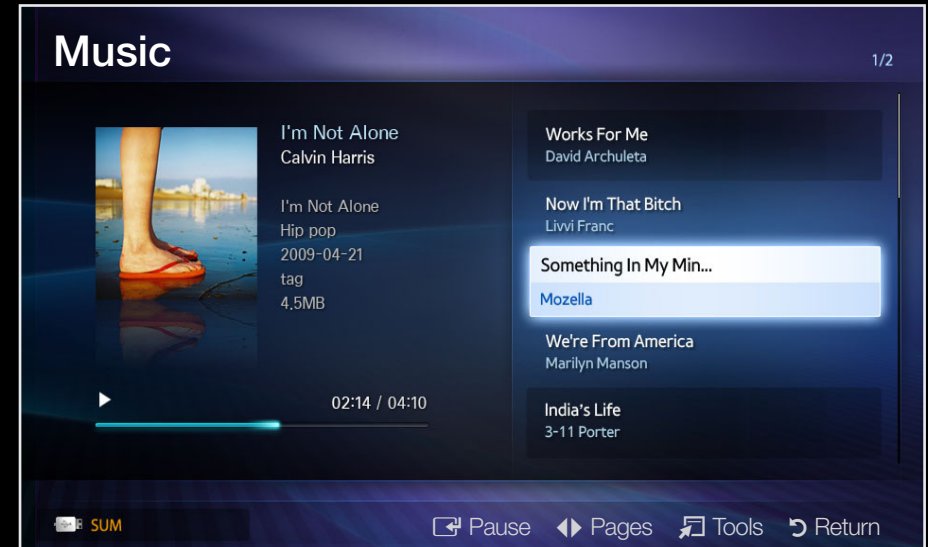 Music
1/2
I'm Not Alone
Calvin Harris
I'm Not Alone
Hip pop
2009-04-21
tag
4.5MB
02:14 / 04:10
Works For Me
David Archuleta
Now I'm That Bitch
Livvi Franc
Something In My Min...
Mozella
We're From America
Marilyn Manson
India's Life
3-11 Porter
SUM
Pause Pages Tools Return